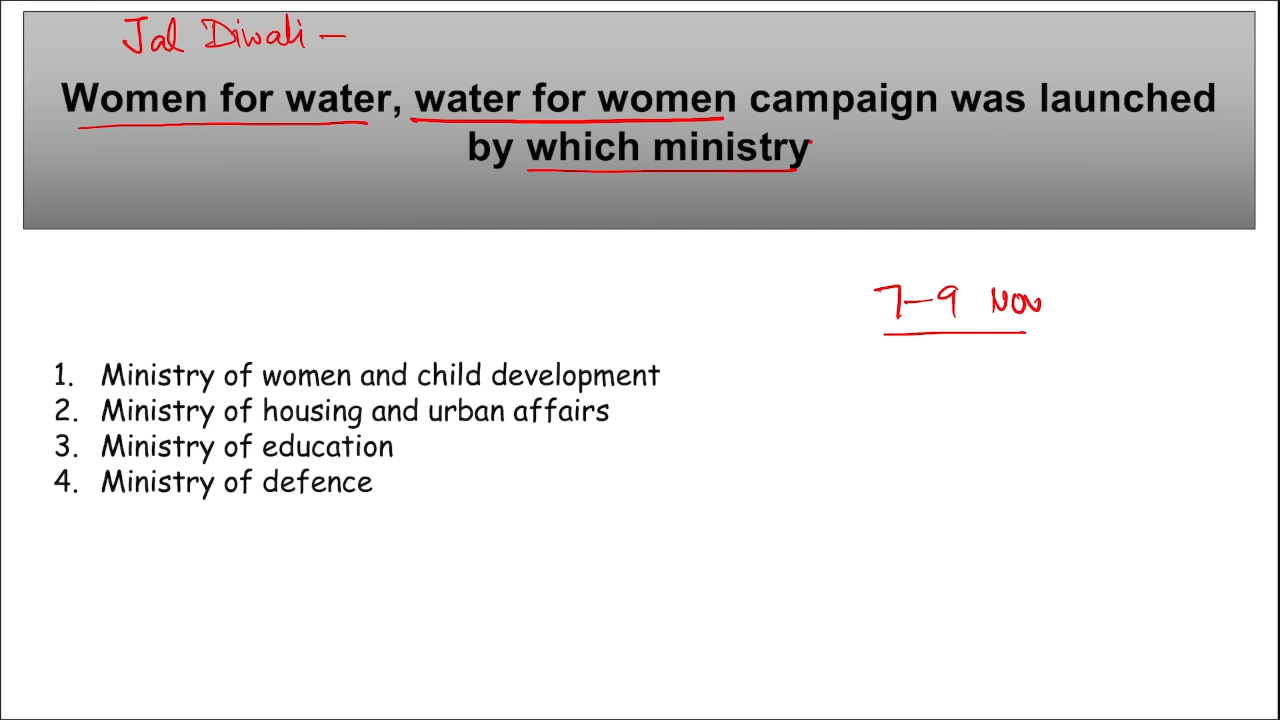 Jal Diwali –
Women for water, water for women campaign was launched
by which ministry
7-9 Nov
1. Ministry of women and child development
2. Ministry of housing and urban affairs
3. Ministry of education
4. Ministry of defence